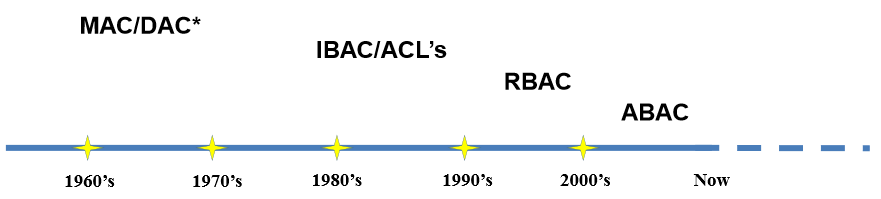 MAC/DAC*
IBAC/ACL’s
RBAC
ABAC
1960’s 1970’s 1980’s 1990’s 2000’s Now